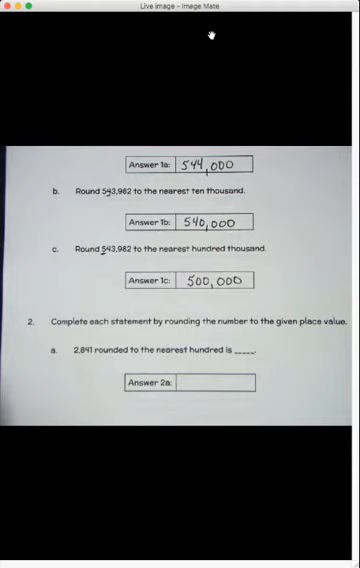 Live image - Image Mate
Answer 1a: 544,000
b. Round 543,982 to the nearest ten thousand.
Answer 1b: 540,000
c. Round 543,982 to the nearest hundred thousand.
Answer 1c: 500,000
2. Complete each statement by rounding the number to the given place value.
a. 2,841 rounded to the nearest hundred is _____.
Answer 2a: